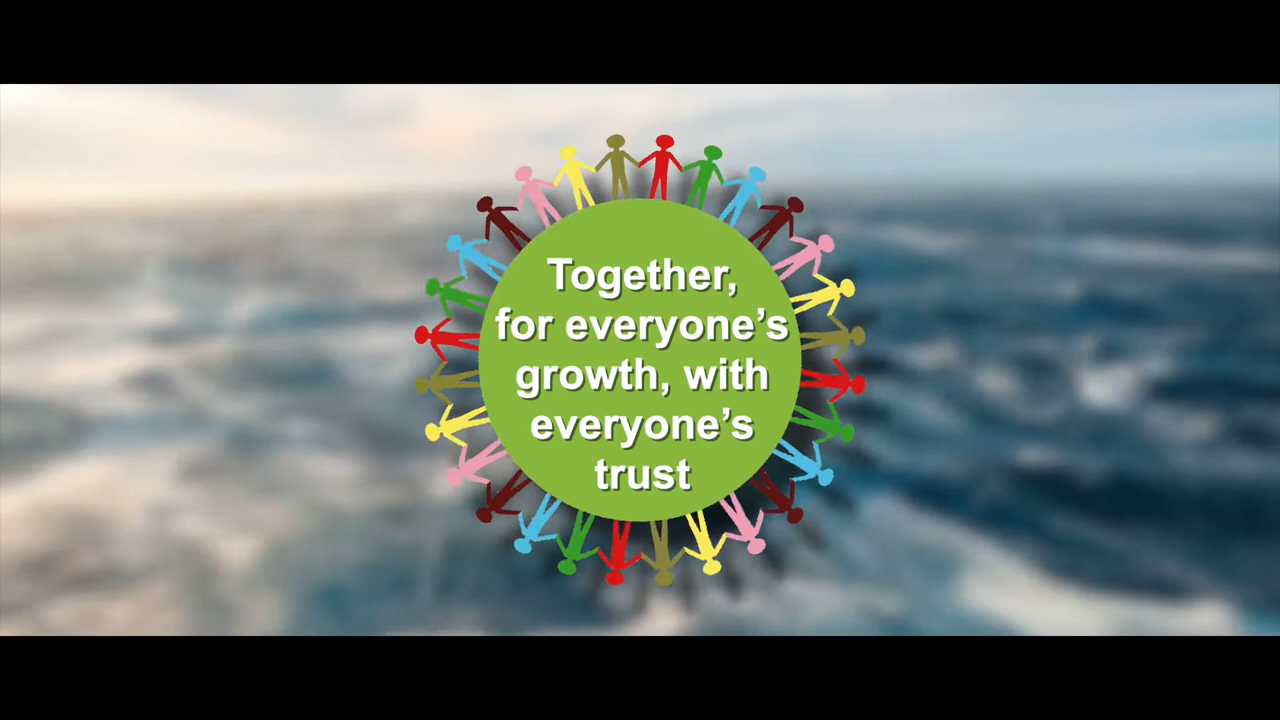 Together,
for everyone’s
growth, with
everyone’s
trust